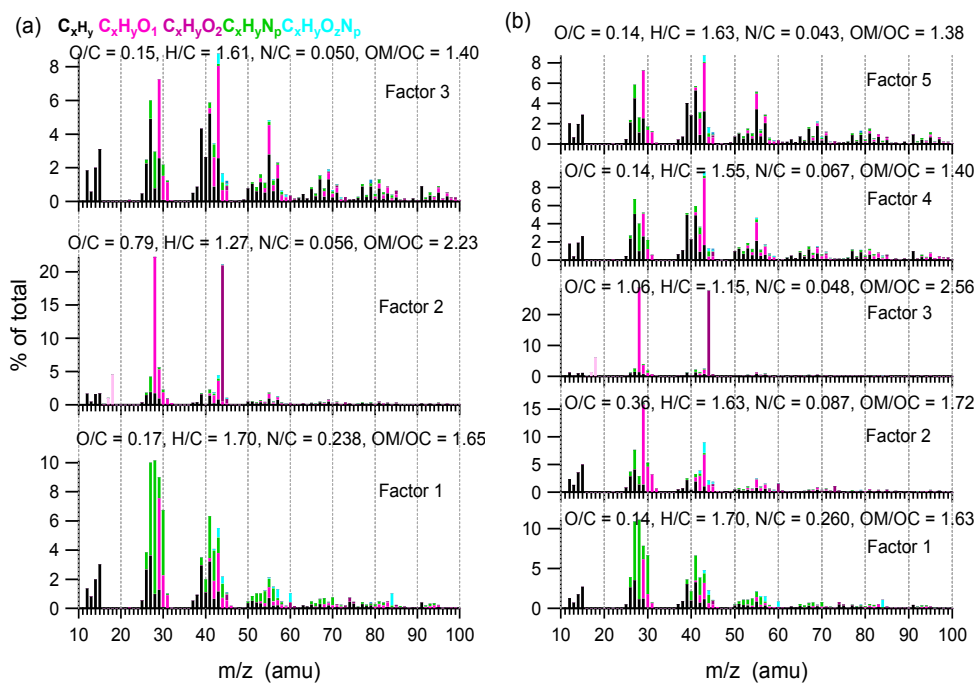 (a) CxHy CxHyO1 CxHyO2 CxHyNp CxHyOzNp
O/C = 0.15, H/C = 1.61, N/C = 0.050, OM/OC = 1.40
Factor 3
8
6
4
2
0
O/C = 0.79, H/C = 1.27, N/C = 0.056, OM/OC = 2.23
Factor 2
20
15
10
5
0
% of total
O/C = 0.17, H/C = 1.70, N/C = 0.238, OM/OC = 1.65
Factor 1
10
8
6
4
2
0
10 20 30 40 50 60 70 80 90 100
m/z (amu)
(b)
O/C = 0.14, H/C = 1.63, N/C = 0.043, OM/OC = 1.38
Factor 5
8
6
4
2
0
O/C = 0.14, H/C = 1.55, N/C = 0.067, OM/OC = 1.40
Factor 4
8
6
4
2
0
O/C = 1.06, H/C = 1.15, N/C = 0.048, OM/OC = 2.56
Factor 3
20
10
0
O/C = 0.36, H/C = 1.63, N/C = 0.087, OM/OC = 1.72
Factor 2
15
10
5
0
O/C = 0.14, H/C = 1.70, N/C = 0.260, OM/OC = 1.63
Factor 1
10
5
0
10 20 30 40 50 60 70 80 90 100
m/z (amu)